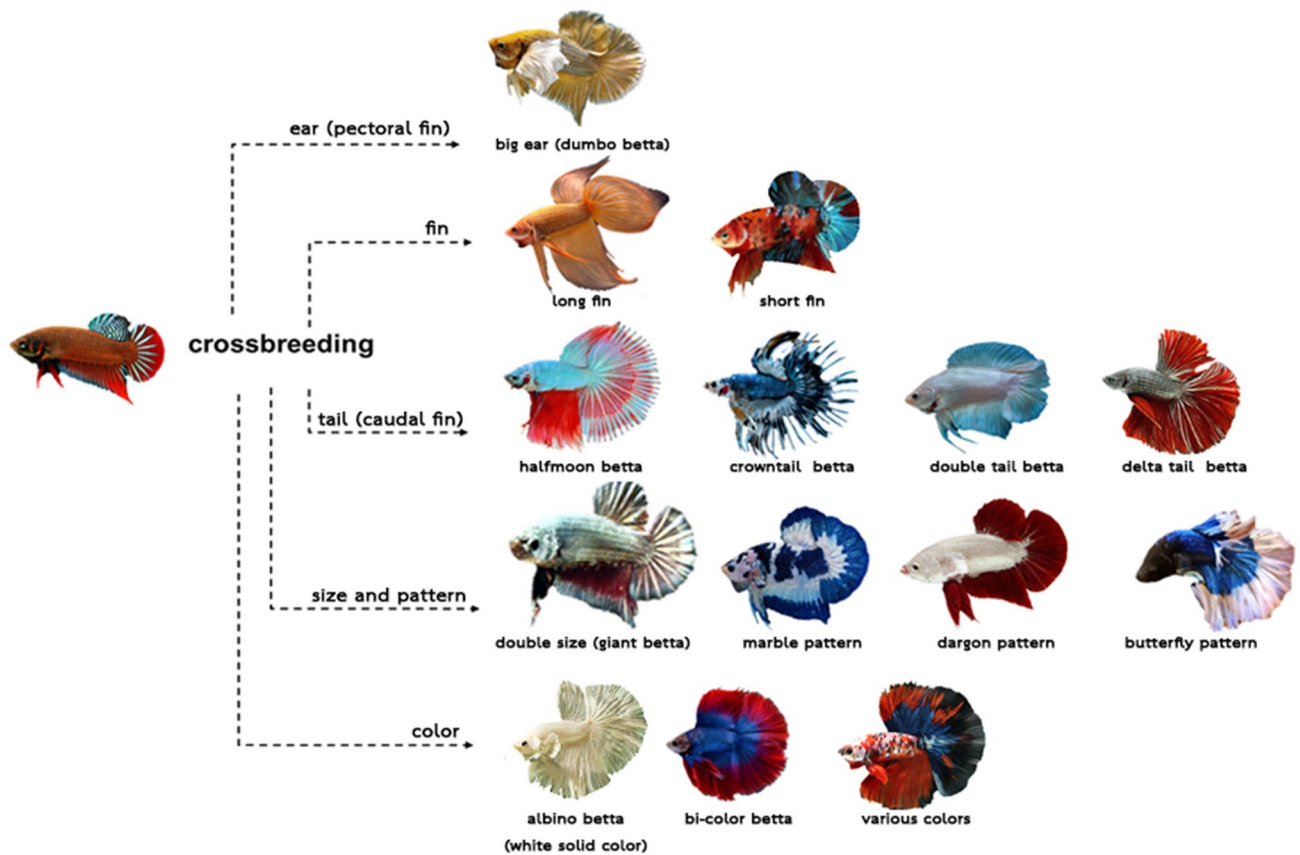 ear (pectoral fin)
big ear (dumbo betta)
fin
long fin
short fin
crossbreeding
tail (caudal fin)
halfmoon betta
crowntail betta
double tail betta
delta tail betta
size and pattern
double size (giant betta)
marble pattern
dargon pattern
butterfly pattern
color
albino betta
(white solid color)
bi-color betta
various colors